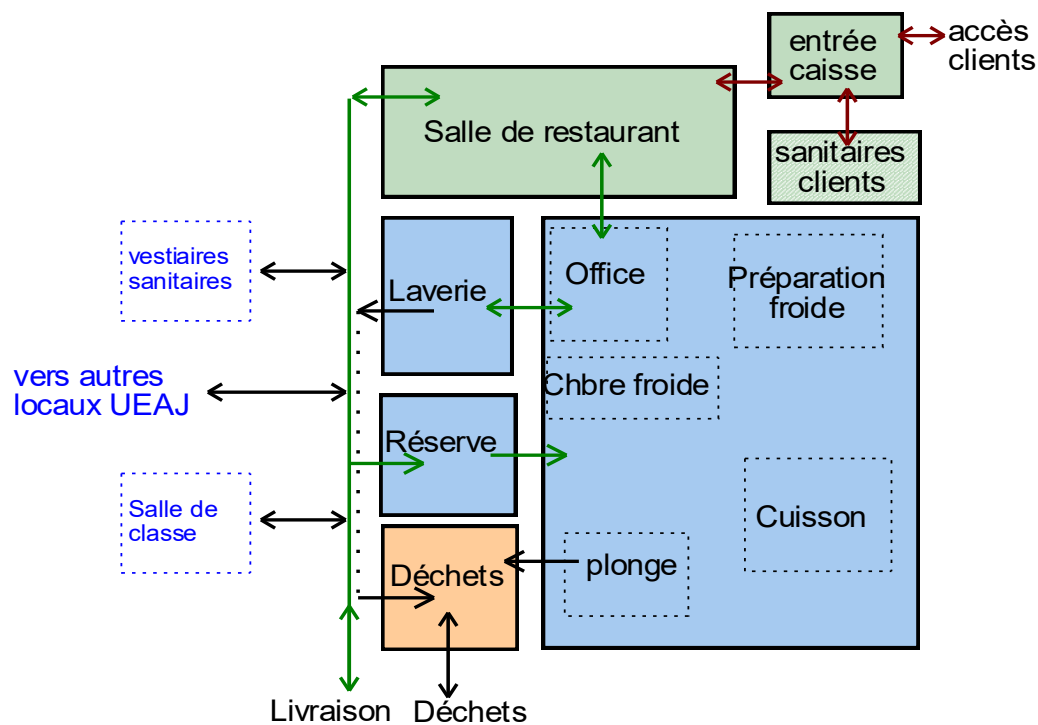 entrée
caisse
accès
clients
Salle de restaurant
sanitaires
clients
vestiaires
sanitaires
Laverie
Office
Préparation
froide
vers autres
locaux UEAJ
Chbre froide
Réserve
Salle de
classe
Cuisson
Déchets
plonge
Livraison
Déchets